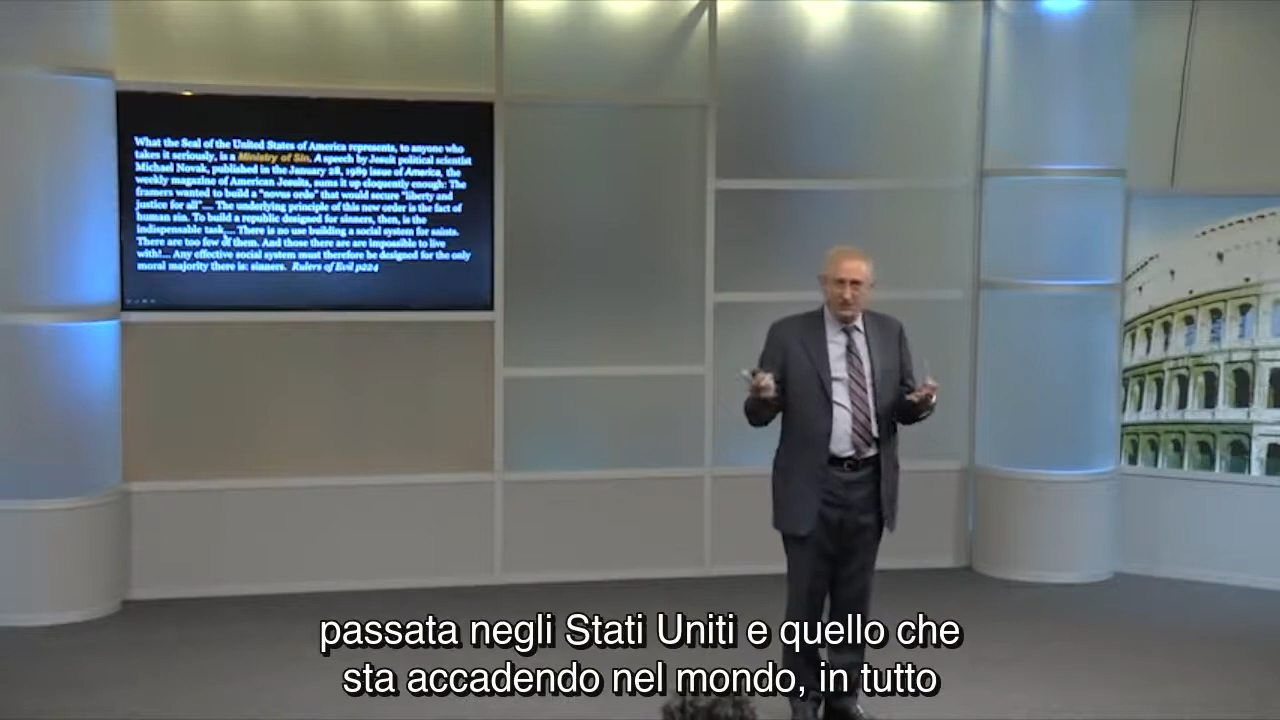 What the Seal of the United States of America represents, to anyone who
takes it seriously, is a Ministry of Sin. A speech by Jesuit political scientist
Michael Novak, published in the January 28, 1989 issue of America, the
weekly magazine of American Jesuits, sums it up eloquently enough: The
framers wanted to build a "novus ordo" that would secure "liberty and
justice for all".... The underlying principle of this new order is the fact of
human sin. To build a republic designed for sinners, then, is the
indispensable task.... There is no use building a social system for saints.
There are too few of them. And those there are are impossible to live
with!... Any effective social system must therefore be designed for the only
moral majority there is: sinners. Rulers of Evil p224
passata negli Stati Uniti e quello che
sta accadendo nel mondo, in tutto